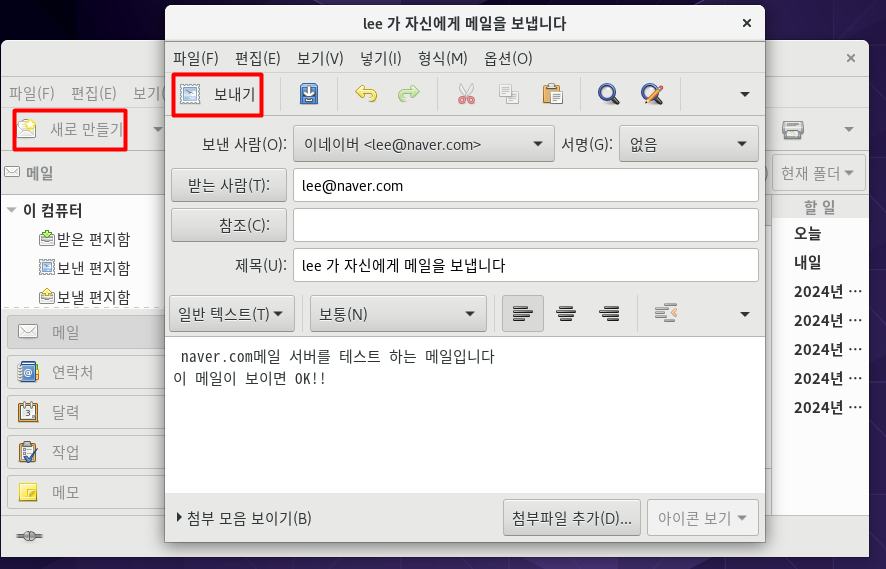 lee 가 자신에게 메일을 보냅니다
파일(F) 편집(E) 보기(V) 넣기(I) 형식(M) 옵션(O)
보내기
보낸 사람(O): 이네이버 <lee@naver.com> 서명(G): 없음
받는 사람(T): lee@naver.com
참조(C):
제목(U): lee 가 자신에게 메일을 보냅니다
일반 텍스트(T) 보통(N)
naver.com메일 서버를 테스트 하는 메일입니다
이 메일이 보이면 OK!!
첨부 모음 보이기(B) 첨부파일 추가(D)... 아이콘 보기
파일(F) 편집(E) 보기(
새로 만들기
메일
이 컴퓨터
받은 편지함
보낸 편지함
보낼 편지함
메일
연락처
달력
작업
메모
현재 폴더
할 일
오늘
내일
2024년 ...
2024년 ...
2024년 ...
2024년 ...
2024년 ...